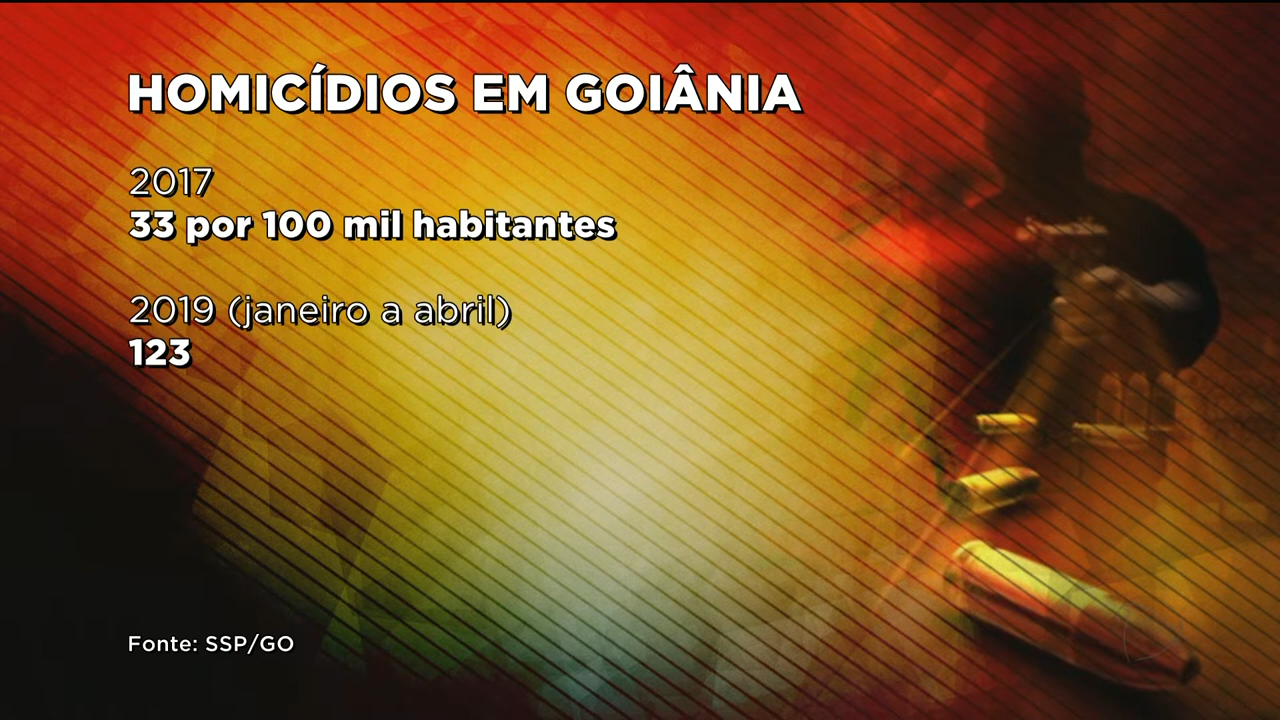 HOMICÍDIOS EM GOIÂNIA
2017
33 por 100 mil habitantes
2019 (janeiro a abril)
123
Fonte: SSP/GO